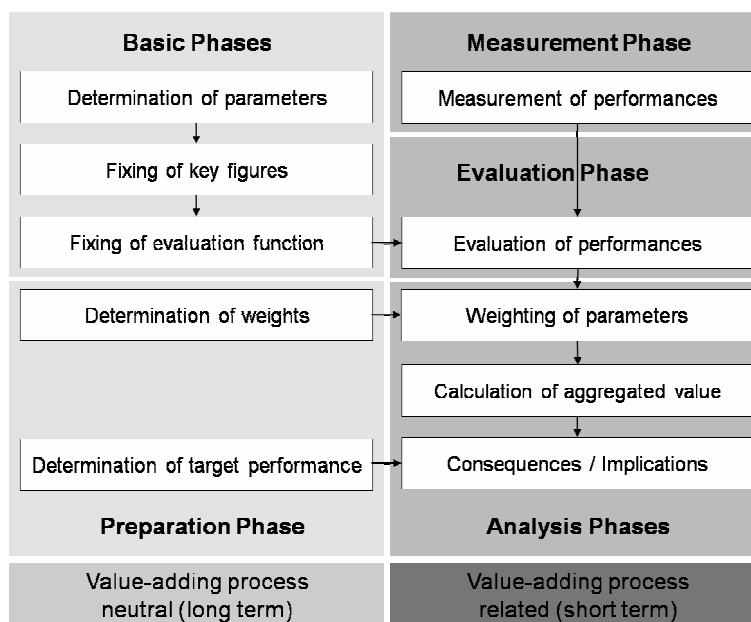 Basic Phases
Determination of parameters
Fixing of key figures
Fixing of evaluation function
Determination of weights
Determination of target performance
Preparation Phase
Value-adding process
neutral (long term)
Measurement Phase
Measurement of performances
Evaluation Phase
Evaluation of performances
Weighting of parameters
Calculation of aggregated value
Consequences / Implications
Analysis Phases
Value-adding process
related (short term)